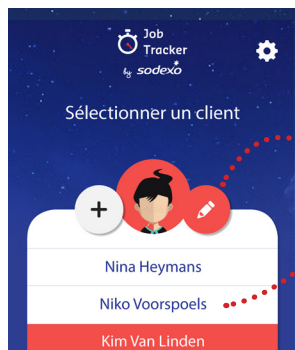 Job
Tracker
by sodexo
Sélectionner un client
+
Nina Heymans
Niko Voorspoels
Kim Van Linden